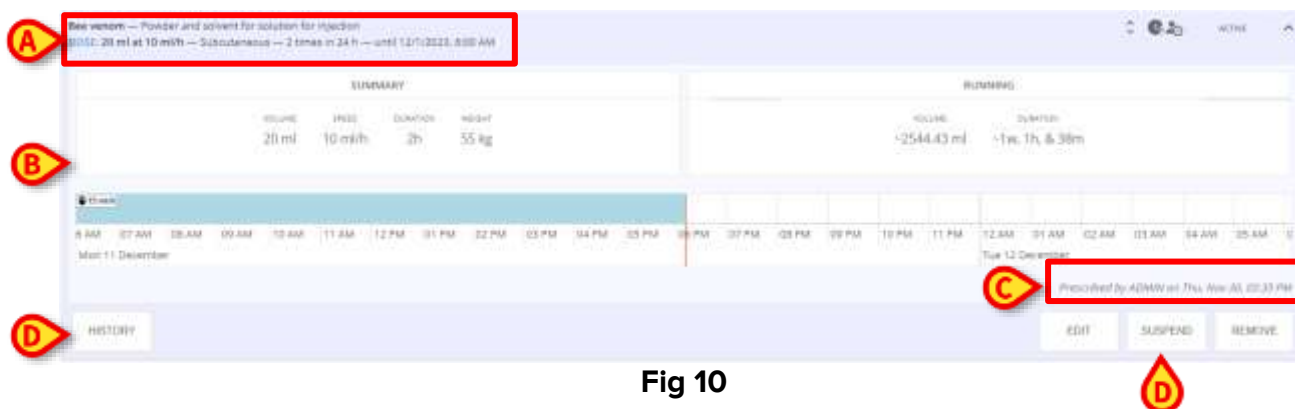 A
Bee venom — Powder and solvent for solution for injection
DOSE: 20 ml at 10 ml/h — Subcutaneous — 2 times in 24 h — until 12/1/2023, 8:00 AM
ACTIVE
SUMMARY
RUNNING
VOLUME SPEED DURATION WEIGHT
VOLUME DURATION
20 ml 10 ml/h 2h 55 kg
~2544.43 ml ~1w, 1h, & 38m
B
6 AM 07 AM 08 AM 09 AM 10 AM 11 AM 12 PM 01 PM 02 PM 03 PM 04 PM 05 PM 06 PM 07 PM 08 PM 09 PM 10 PM 11 PM 12 AM 01 AM 02 AM 03 AM 04 AM 05 AM
Mon 11 December Tue 12 December
C
Prescribed by ADMIN on Thu, Nov 30, 03:33 PM
D
HISTORY
EDIT SUSPEND REMOVE
Fig 10
D